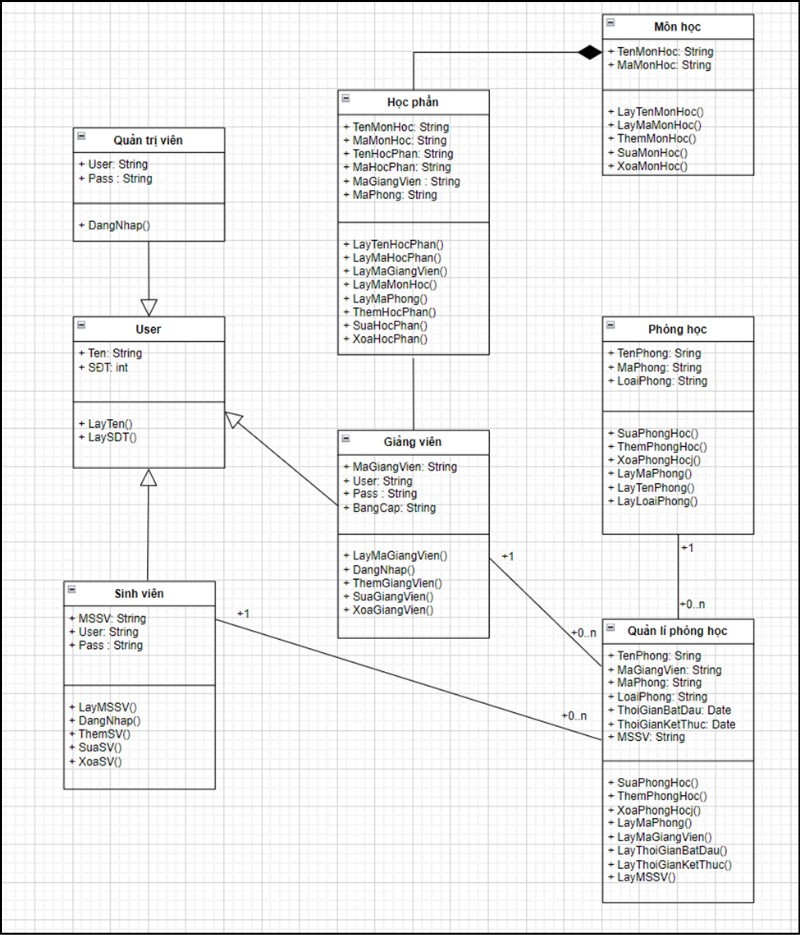 Môn học
+ TenMonHoc: String
+ MaMonHoc: String
+ LayTenMonHoc()
+ LayMaMonHoc()
+ ThemMonHoc()
+ SuaMonHoc()
+ XoaMonHoc()
Học phần
+ TenMonHoc: String
+ MaMonHoc: String
+ TenHocPhan: String
+ MaHocPhan: String
+ MaGiangVien : String
+ MaPhong: String
+ LayTenHocPhan()
+ LayMaHocPhan()
+ LayMaGiangVien()
+ LayMaMonHoc()
+ LayMaPhong()
+ ThemHocPhan()
+ SuaHocPhan()
+ XoaHocPhan()
Quản trị viên
+ User: String
+ Pass : String
+ DangNhap()
User
+ Ten: String
+ SĐT: int
+ LayTen()
+ LaySDT()
Phòng học
+ TenPhong: Sring
+ MaPhong: String
+ LoaiPhong: String
+ SuaPhongHoc()
+ ThemPhongHoc()
+ XoaPhongHocj()
+ LayMaPhong()
+ LayTenPhong()
+ LayLoaiPhong()
Giảng viên
+ MaGiangVien: String
+ User: String
+ Pass : String
+ BangCap: String
+ LayMaGiangVien()
+ DangNhap()
+ ThemGiangVien()
+ SuaGiangVien()
+ XoaGiangVien()
+1
+1
+0..n
+0..n
Sinh viên
+ MSSV: String
+ User: String
+ Pass : String
+ LayMSSV()
+ DangNhap()
+ ThemSV()
+ SuaSV()
+ XoaSV()
+1
+0..n
Quản lí phòng học
+ TenPhong: Sring
+ MaGiangVien: String
+ MaPhong: String
+ LoaiPhong: String
+ ThoiGianBatDau: Date
+ ThoiGianKetThuc: Date
+ MSSV: String
+ SuaPhongHoc()
+ ThemPhongHoc()
+ XoaPhongHocj()
+ LayMaPhong()
+ LayMaGiangVien()
+ LayThoiGianBatDau()
+ LayThoiGianKetThuc()
+ LayMSSV()